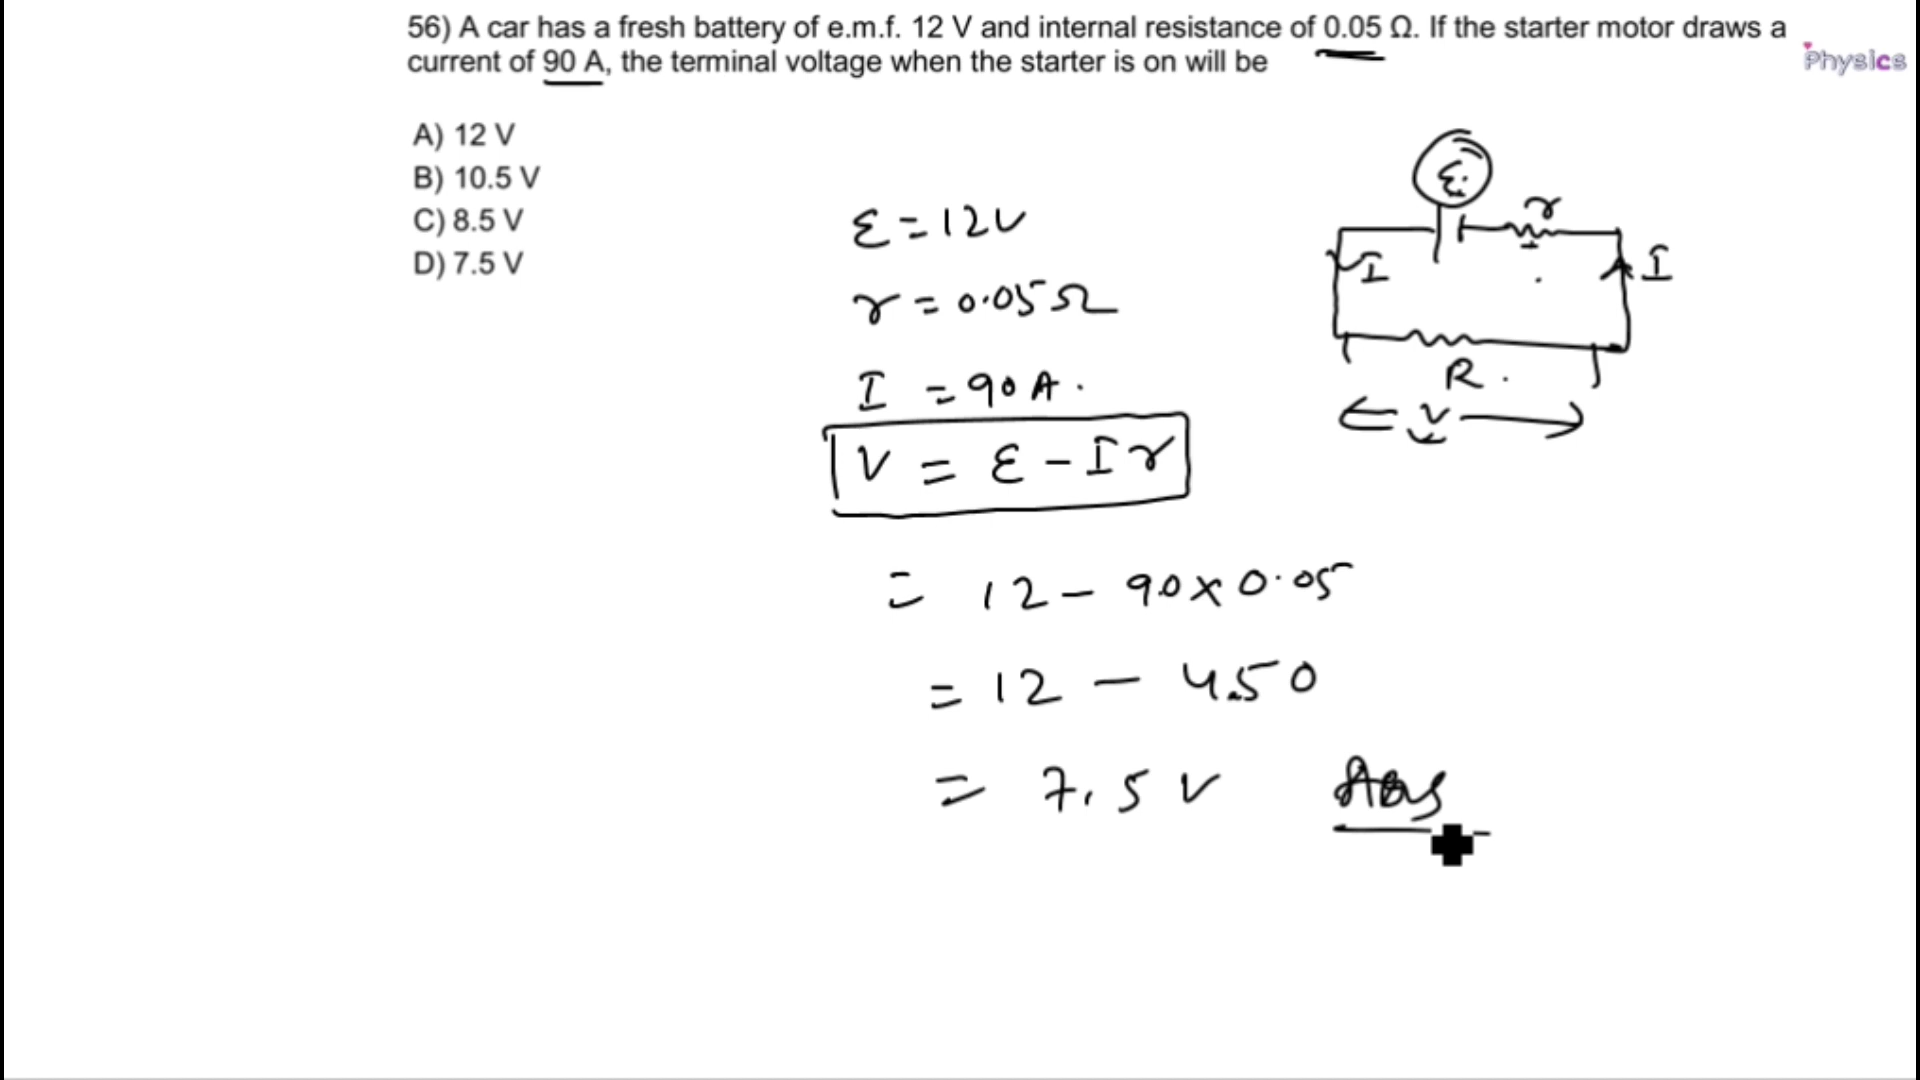 56) A car has a fresh battery of e.m.f. 12 V and internal resistance of 0.05 Ω. If the starter motor draws a
current of 90 A, the terminal voltage when the starter is on will be
Physics
A) 12 V
B) 10.5 V
C) 8.5 V
D) 7.5 V
ε = 12V
r = 0.05 Ω
I = 90 A.
V = ε - Ir
= 12 - 90 x 0.05
= 12 - 4.50
= 7.5 V Ans
ε
r
I
I
R.
V